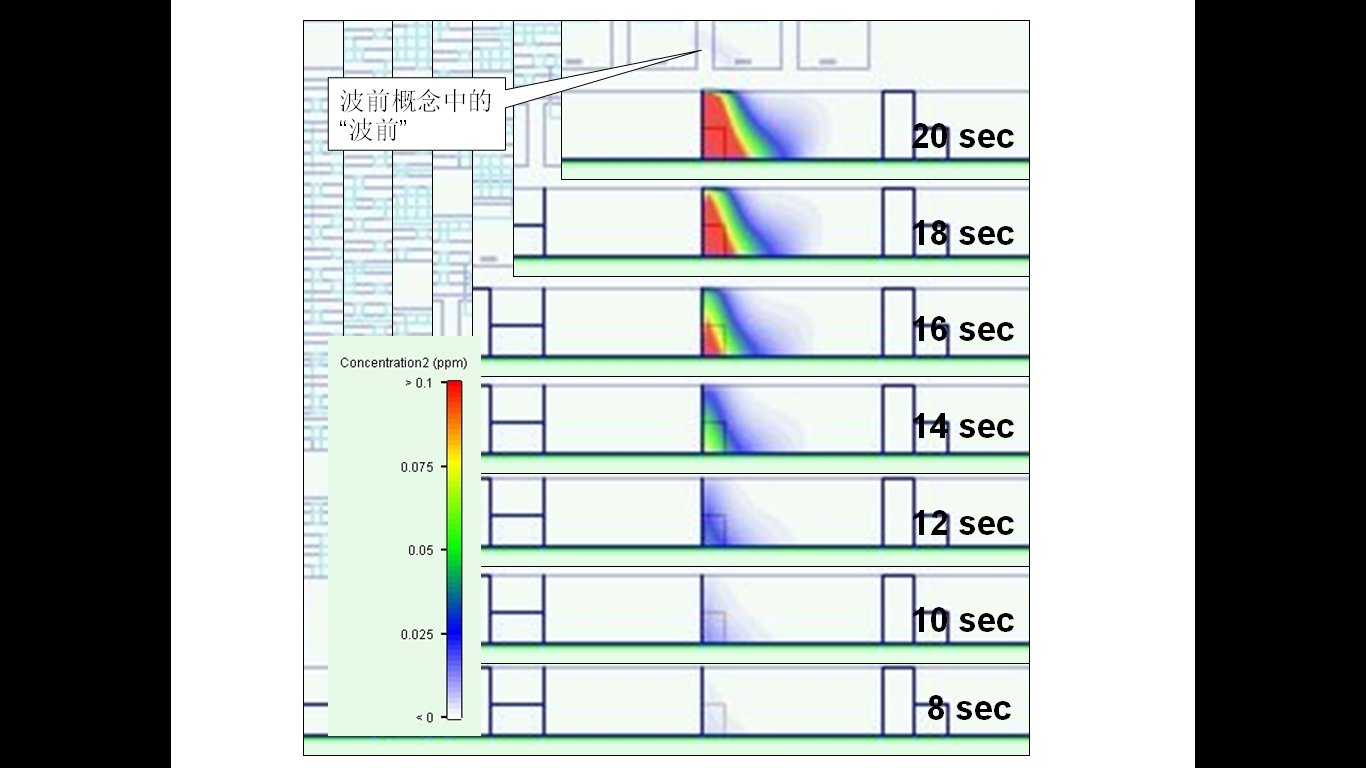 波前概念中的
“波前”
20 sec
18 sec
16 sec
14 sec
12 sec
10 sec
8 sec
Concentration2 (ppm)
> 0.1
0.075
0.05
0.025
< 0